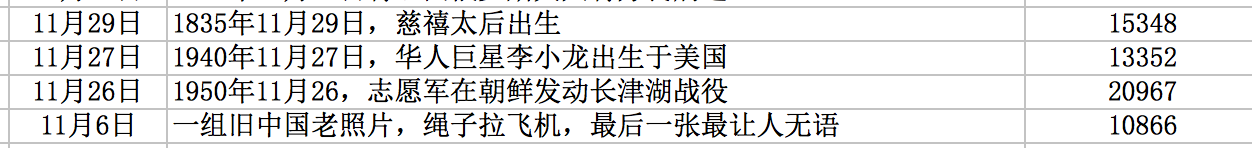 11月29日 1835年11月29日，慈禧太后出生 15348
11月27日 1940年11月27日，华人巨星李小龙出生于美国 13352
11月26日 1950年11月26，志愿军在朝鲜发动长津湖战役 20967
11月6日 一组旧中国老照片，绳子拉飞机，最后一张最让人无语 10866